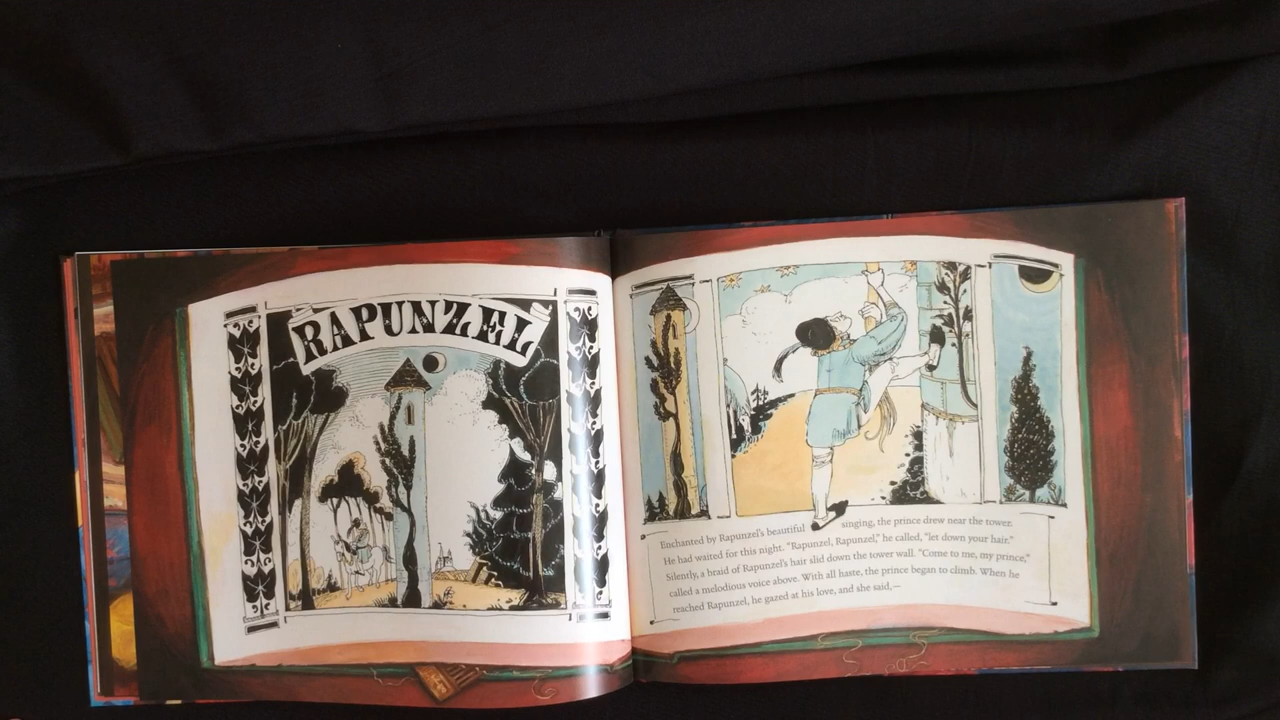 RAPUNZEL
Enchanted by Rapunzel's beautiful singing, the prince drew near the tower.
He had waited for this night. "Rapunzel, Rapunzel," he called, "let down your hair."
Silently, a braid of Rapunzel's hair slid down the tower wall. "Come to me, my prince,"
called a melodious voice above. With all haste, the prince began to climb. When he
reached Rapunzel, he gazed at his love, and she said,—